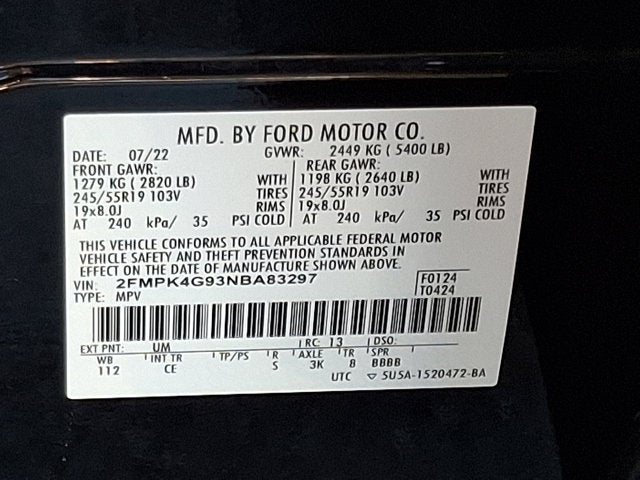 MFD. BY FORD MOTOR CO.
DATE: 07/22 GVWR: 2449 KG ( 5400 LB)
FRONT GAWR: REAR GAWR:
1279 KG ( 2820 LB) WITH 1198 KG ( 2640 LB) WITH
245/55R19 103V TIRES 245/55R19 103V TIRES
19x8.0J RIMS 19x8.0J RIMS
AT 240 kPa/ 35 PSI COLD AT 240 kPa/ 35 PSI COLD
THIS VEHICLE CONFORMS TO ALL APPLICABLE FEDERAL MOTOR
VEHICLE SAFETY AND THEFT PREVENTION STANDARDS IN
EFFECT ON THE DATE OF MANUFACTURE SHOWN ABOVE.
VIN: 2FMPK4G93NBA83297 F0124
TYPE: MPV T0424
EXT PNT: UM RC: 13 DSO:
WB INT TR TP/PS R AXLE TR SPR
112 CE S 3K 8 BBBB
UTC ▽ 5U5A-1520472-BA